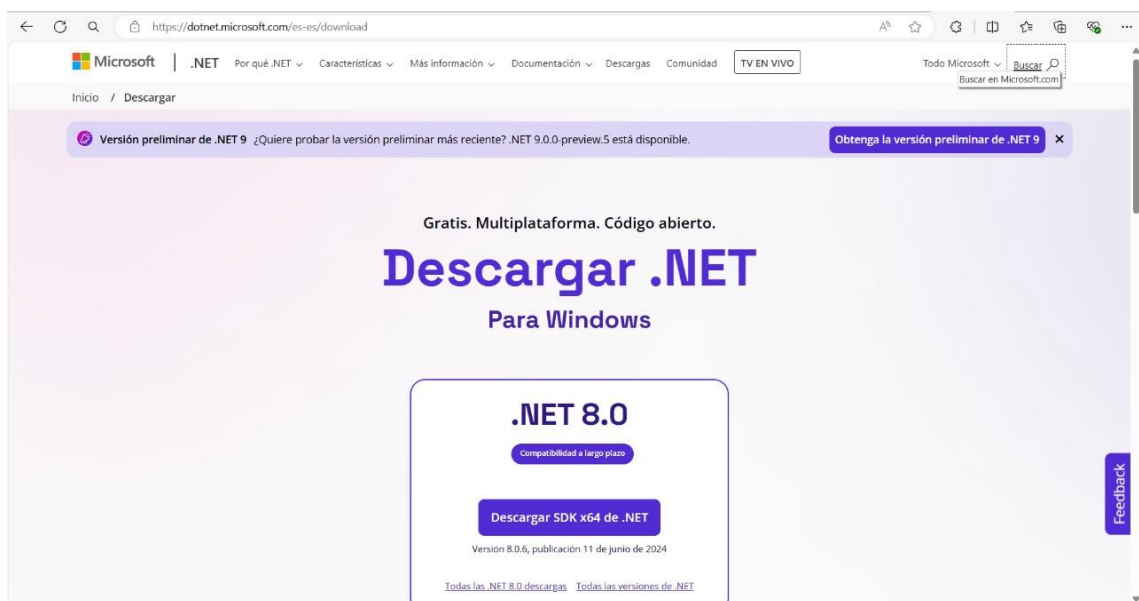 https://dotnet.microsoft.com/es-es/download
Microsoft .NET Por qué .NET Características Más información Documentación Descargas Comunidad TV EN VIVO Todo Microsoft Buscar
Buscar en Microsoft.com
Inicio / Descargar
Versión preliminar de .NET 9 ¿Quiere probar la versión preliminar más reciente? .NET 9.0.0-preview.5 está disponible. Obtenga la versión preliminar de .NET 9
Gratis. Multiplataforma. Código abierto.
Descargar .NET
Para Windows
.NET 8.0
Compatibilidad a largo plazo
Descargar SDK x64 de .NET
Versión 8.0.6, publicación 11 de junio de 2024
Todas las .NET 8.0 descargas Todas las versiones de .NET
Feedback